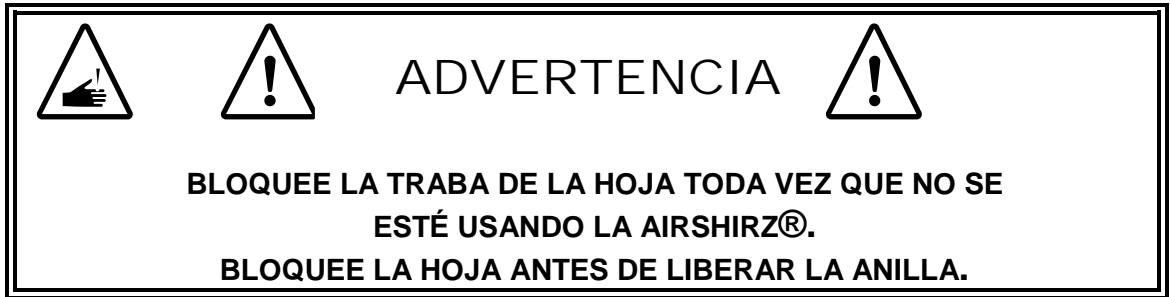 ADVERTENCIA
BLOQUEE LA TRABA DE LA HOJA TODA VEZ QUE NO SE
ESTÉ USANDO LA AIRSHIRZ®.
BLOQUEE LA HOJA ANTES DE LIBERAR LA ANILLA.